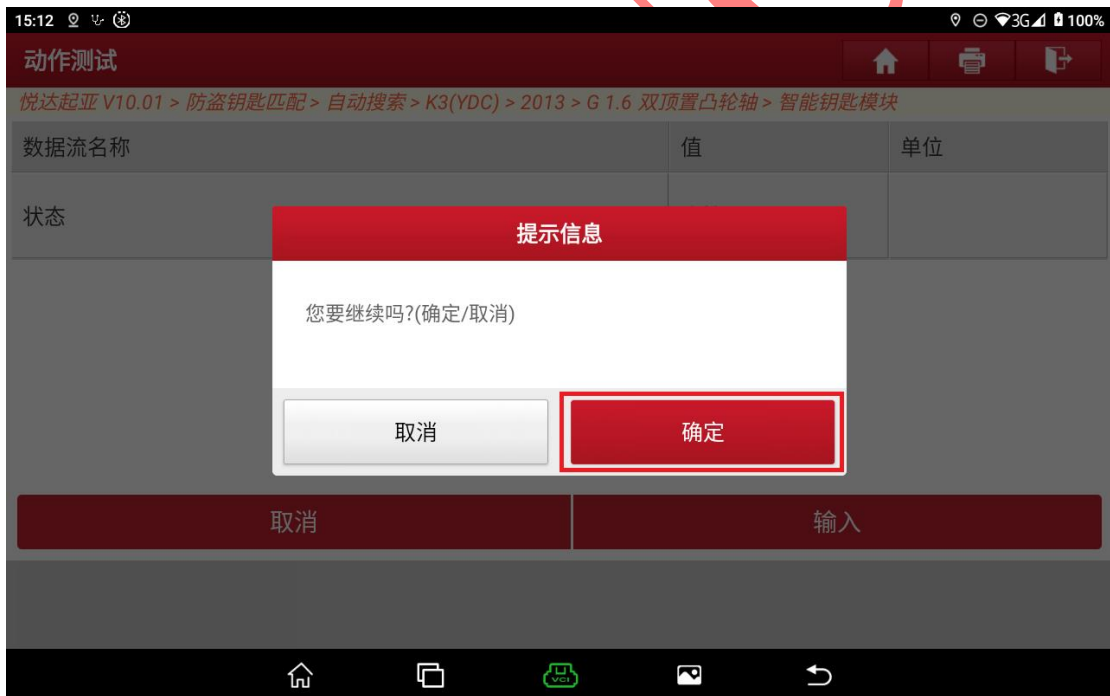 15:12 3G 100%
动作测试
悦达起亚 V10.01 > 防盗钥匙匹配 > 自动搜索 > K3(YDC) > 2013 > G 1.6 双顶置凸轮轴 > 智能钥匙模块
数据流名称 值 单位
状态
提示信息
您要继续吗?(确定/取消)
取消 确定
取消 输入
VCI